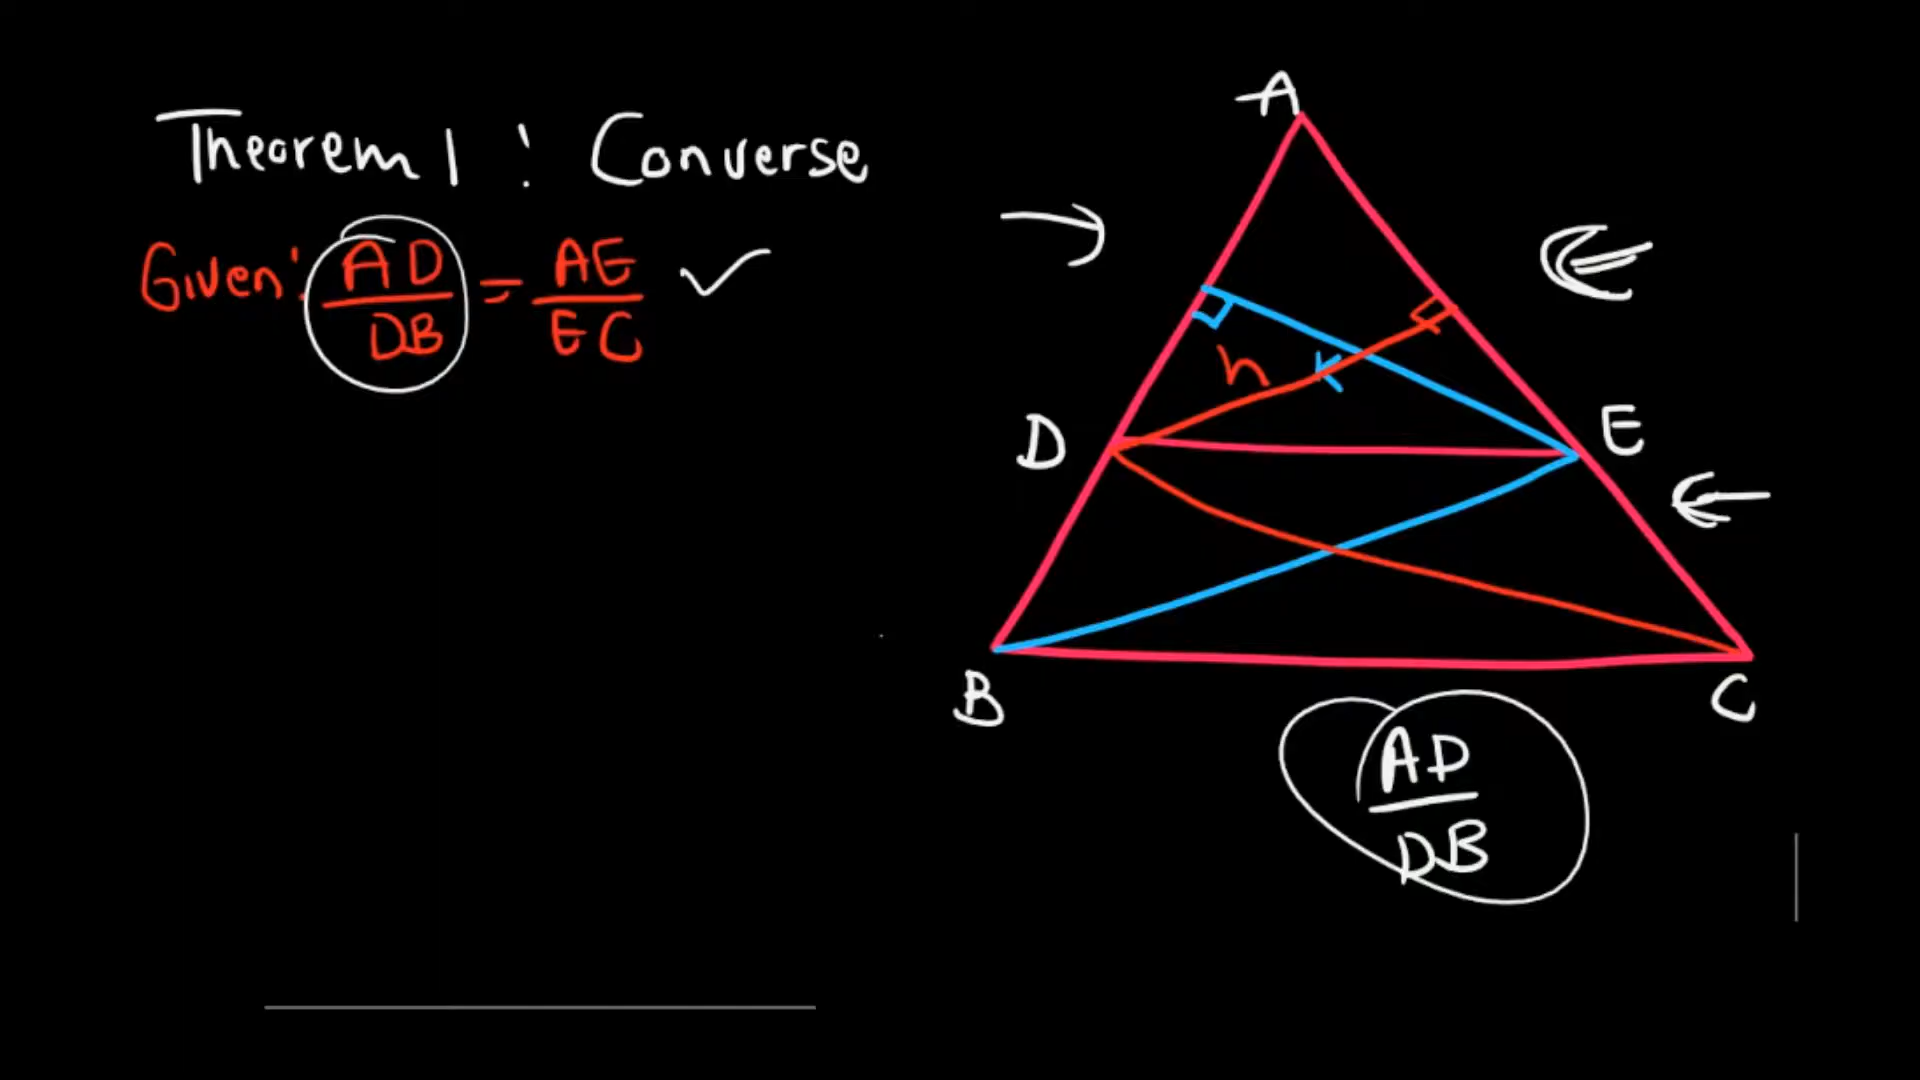 Theorem 1 : Converse
Given: AD/DB = AE/EC ✓
A
h
k
D
E
B
C
AD/DB